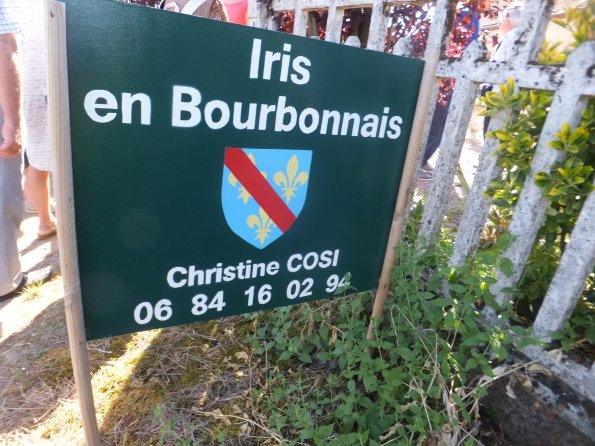 Iris
en Bourbonnais
Christine COSI
06 84 16 02 94